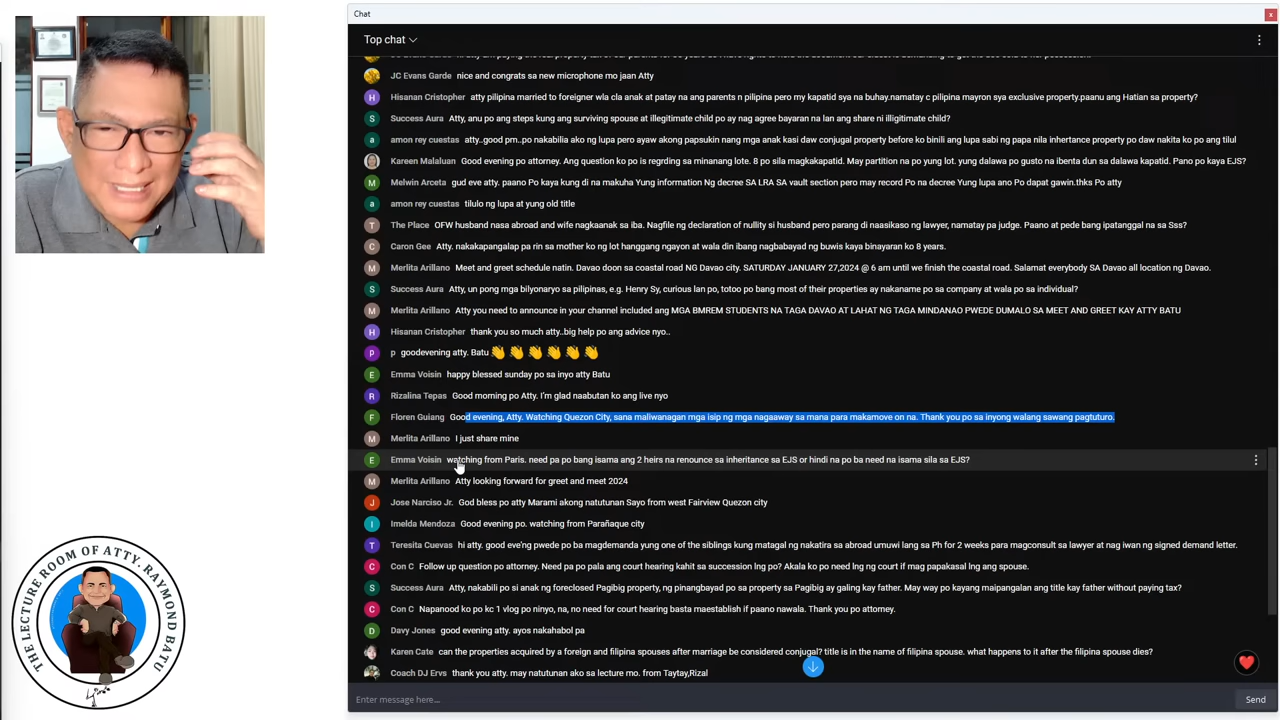 Chat
Top chat
JC Evans Garde nice and congrats sa new microphone mo jaan Atty
Hisanan Cristopher atty pilipina married to foreigner wla cla anak at patay na ang parents n pilipina pero my kapatid sya na buhay.namatay c pilipina mayron sya exclusive property.paanu ang Hatian sa property?
Success Aura Atty, anu po ang steps kung ang surviving spouse at illegitimate child po ay nag agree bayaran na lan ang share ni illigitimate child?
amon rey cuestas atty..good pm..po nakabilia ako ng lupa pero ayaw akong papsukin nang mga anak kasi daw conjugal property before ko binili ang lupa sabi ng papa nila inheritance property po daw nakita ko po ang tilul
Kareen Malaluan Good evening po attorney. Ang question ko po is regrding sa minanang lote. 8 po sila magkakapatid. May partition na po yung lot. yung dalawa po gusto na ibenta dun sa dalawa kapatid. Pano po kaya EJS?
Melwin Arceta gud eve atty. paano Po kaya kung di na makuha Yung information Ng decree SA LRA SA vault section pero may record Po na decree Yung lupa ano Po dapat gawin.thks Po atty
amon rey cuestas tilulo ng lupa at yung old title
The Place OFW husband nasa abroad and wife nagkaanak sa iba. Nagfile ng declaration of nullity si husband pero parang di naasikaso ng lawyer, namatay pa judge. Paano at pede bang ipatanggal na sa Sss?
Caron Gee Atty. nakakapangalap pa rin sa mother ko ng lot hanggang ngayon at wala din ibang nagbabayad ng buwis kaya binayaran ko 8 years.
Merlita Arillano Meet and greet schedule natin. Davao doon sa coastal road NG Davao city. SATURDAY JANUARY 27,2024 @ 6 am until we finish the coastal road. Salamat everybody SA Davao all location ng Davao.
Success Aura Atty, un pong mga bilyonaryo sa pilipinas, e.g. Henry Sy, curious lan po, totoo po bang most of their properties ay nakaname po sa company at wala po sa individual?
Merlita Arillano Atty you need to announce in your channel included ang MGA BMREM STUDENTS NA TAGA DAVAO AT LAHAT NG TAGA MINDANAO PWEDE DUMALO SA MEET AND GREET KAY ATTY BATU
Hisanan Cristopher thank you so much atty..big help po ang advice nyo..
p goodevening atty. Batu 👏👏👏👏👏👏
Emma Voisin happy blessed sunday po sa inyo atty Batu
Rizalina Tepas Good morning po Atty. I'm glad naabutan ko ang live nyo
Floren Guiang Good evening, Atty. Watching Quezon City, sana maliwanagan mga isip ng mga nagaaway sa mana para makamove on na. Thank you po sa inyong walang sawang pagtuturo.
Merlita Arillano I just share mine
Emma Voisin watching from Paris. need pa po bang isama ang 2 heirs na renounce sa inheritance sa EJS or hindi na po ba need na isama sila sa EJS?
Merlita Arillano Atty looking forward for greet and meet 2024
Jose Narciso Jr. God bless po atty Marami akong natutunan Sayo from west Fairview Quezon city
Imelda Mendoza Good evening po. watching from Parañaque city
Teresita Cuevas hi atty. good eve'ng pwede po ba magdemanda yung one of the siblings kung matagal ng nakatira sa abroad umuwi lang sa Ph for 2 weeks para magconsult sa lawyer at nag iwan ng signed demand letter.
Con C Follow up question po attorney. Need pa po pala ang court hearing kahit sa succession lng po? Akala ko po need lng ng court if mag papakasal lng ang spouse.
Success Aura Atty, nakabili po si anak ng foreclosed Pagibig property, ng pinangbayad po sa property sa Pagibig ay galing kay father. May way po kayang maipangalan ang title kay father without paying tax?
Con C Napanood ko po kc 1 vlog po ninyo, na, no need for court hearing basta maestablish if paano nawala. Thank you po attorney.
Davy Jones good evening atty. ayos nakahabol pa
Karen Cate can the properties acquired by a foreign and filipina spouses after marriage be considered conjugal? title is in the name of filipina spouse. what happens to it after the filipina spouse dies?
Coach DJ Ervs thank you atty. may natutunan ako sa lecture mo. from Taytay,Rizal
Enter message here...
Send
THE LECTURE ROOM OF ATTY. RAYMOND BATU